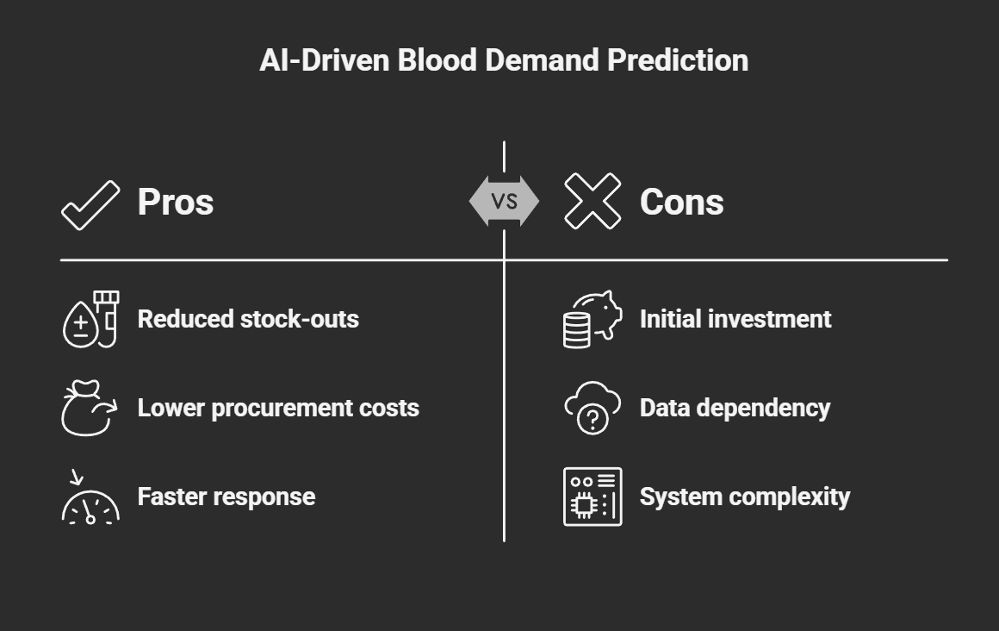 AI-Driven Blood Demand Prediction
Pros
VS
Cons
Reduced stock-outs
Initial investment
Lower procurement costs
Data dependency
Faster response
System complexity